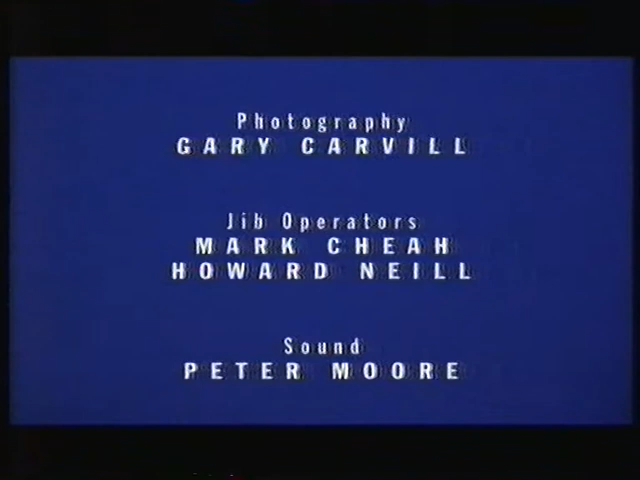 Photography
GARY CARVILL
Jib Operators
MARK CHEAH
HOWARD NEILL
Sound
PETER MOORE